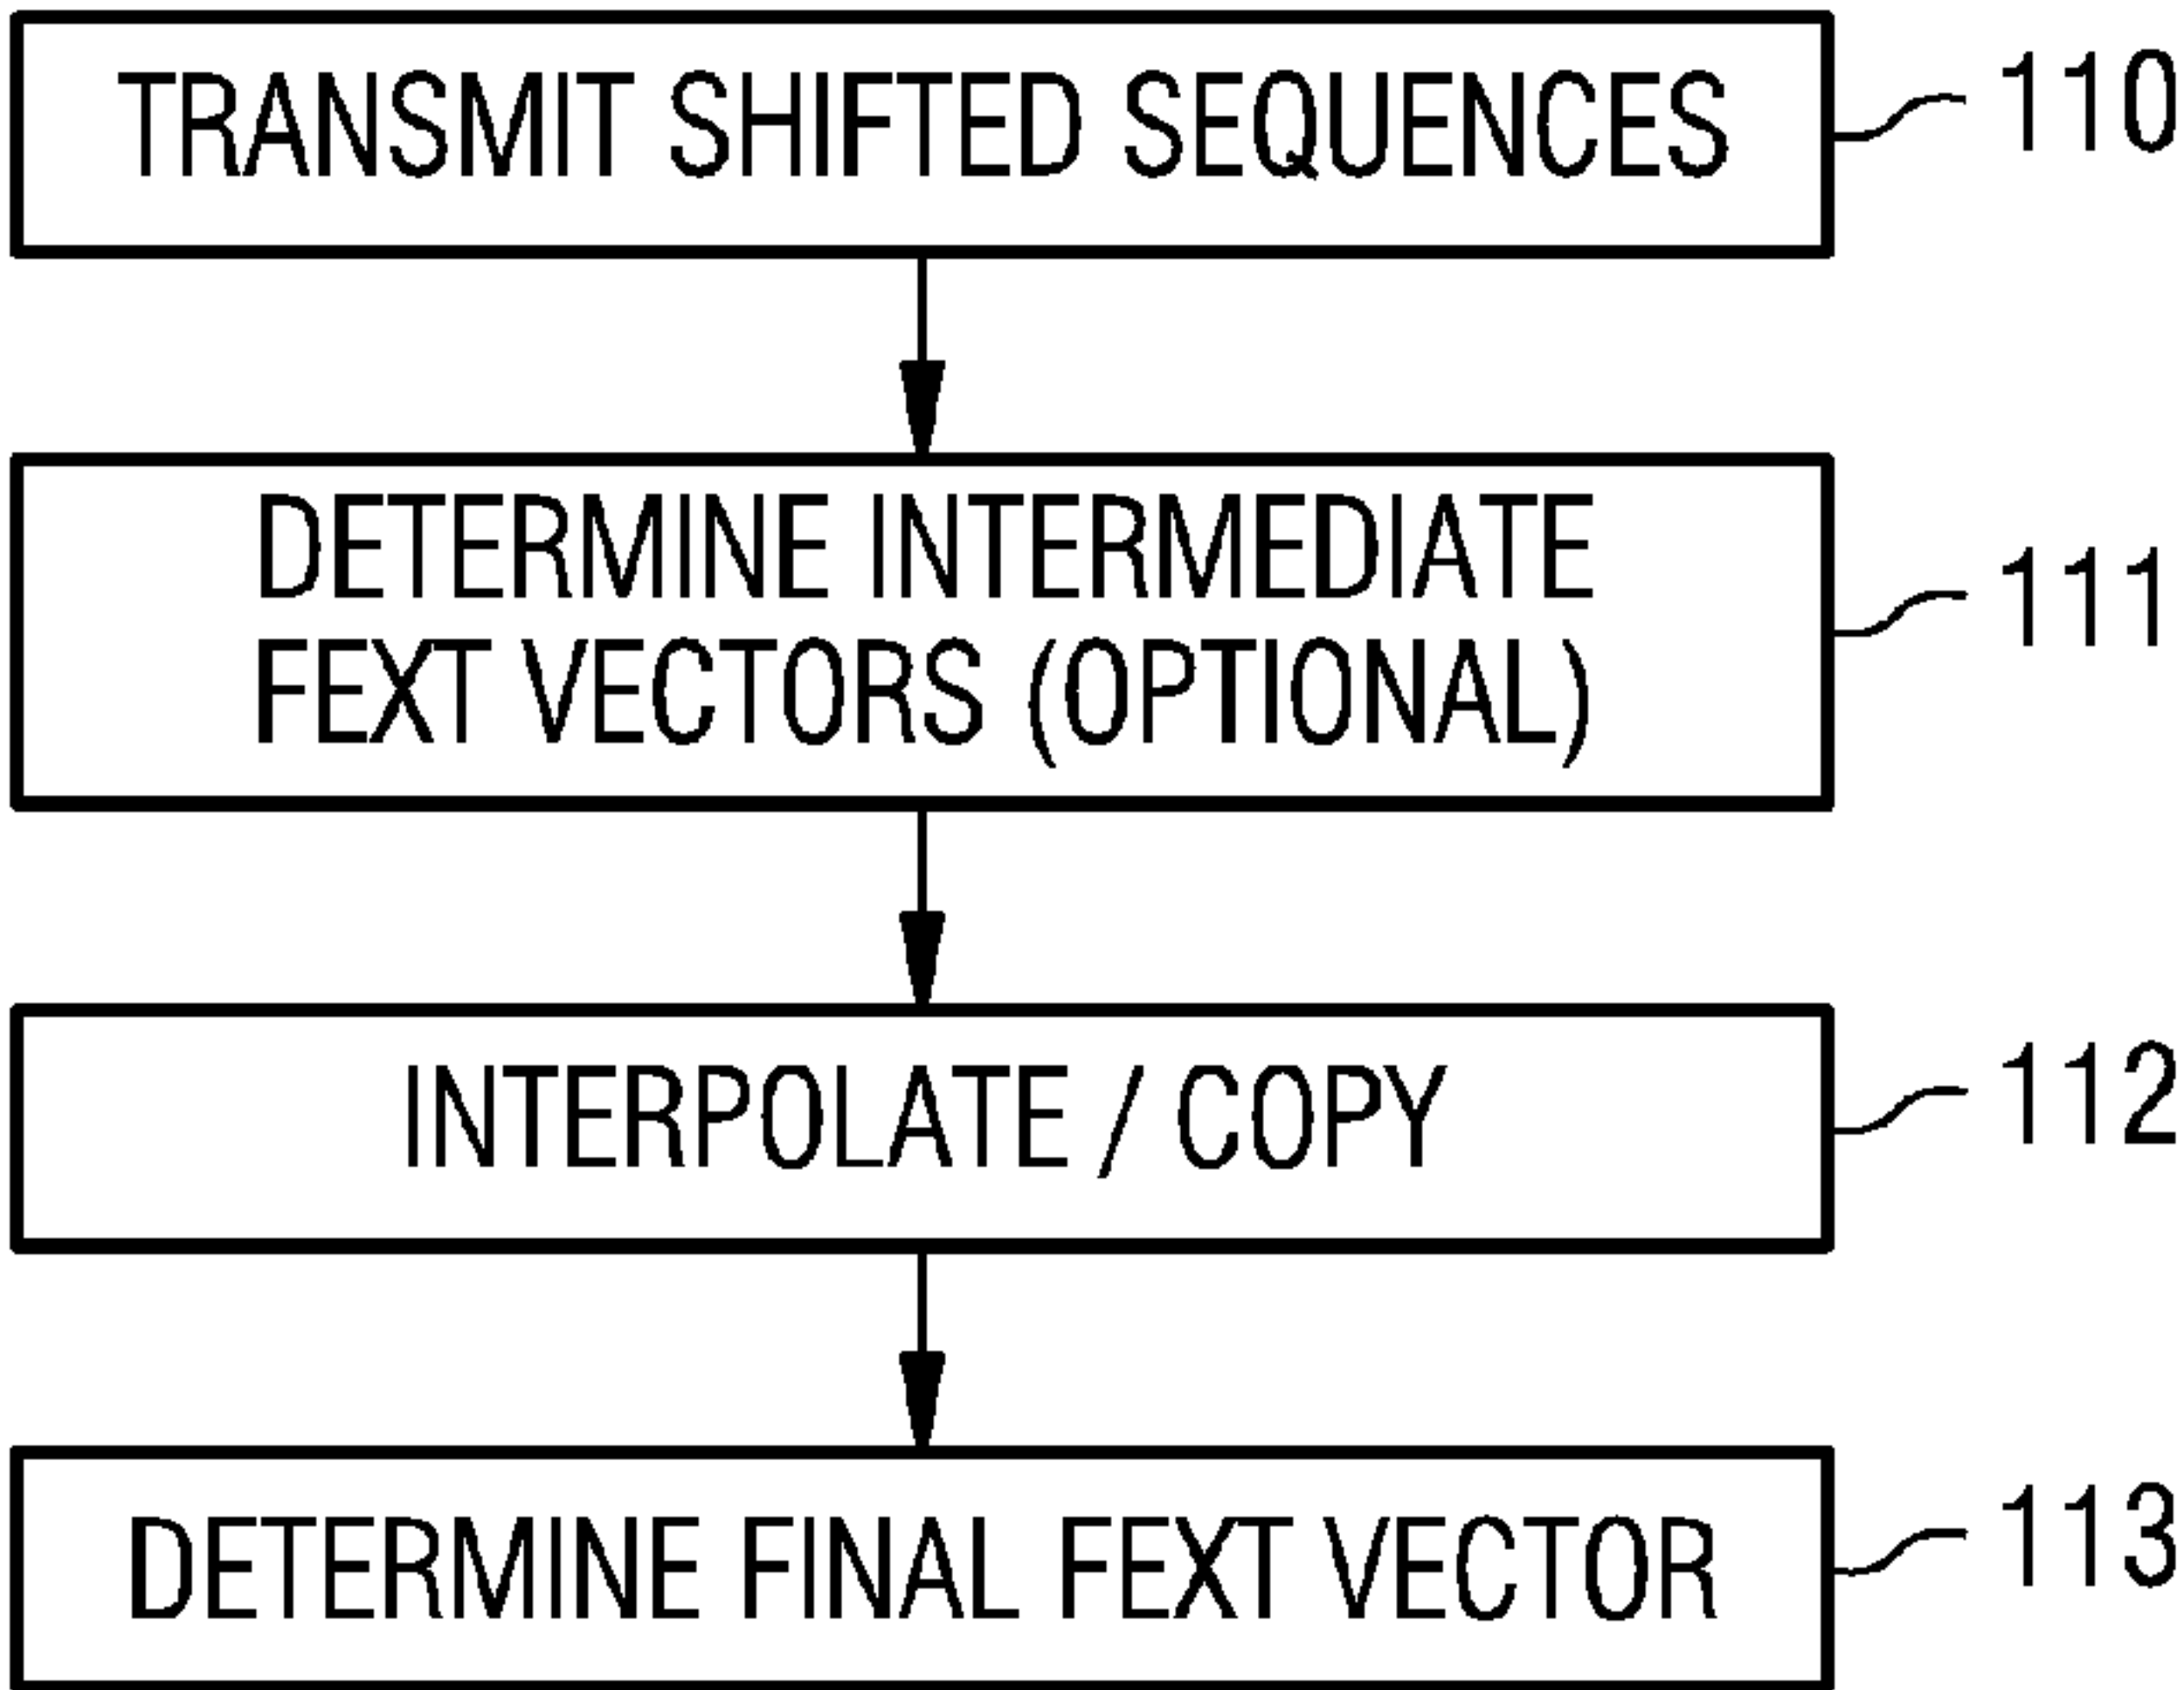 TRANSMIT SHIFTED SEQUENCES
110
DETERMINE INTERMEDIATE
FEXT VECTORS (OPTIONAL)
111
INTERPOLATE / COPY
112
DETERMINE FINAL FEXT VECTOR
113